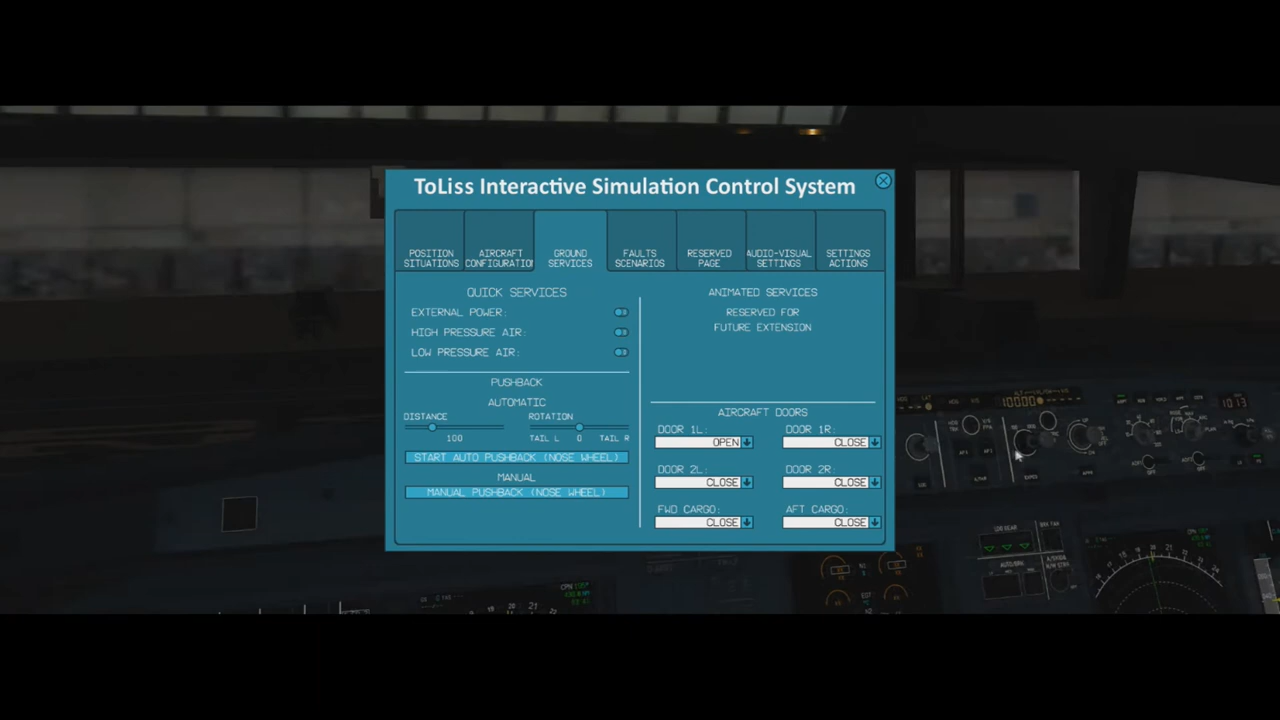 ToLiss Interactive Simulation Control System
POSITION
SITUATIONS
AIRCRAFT
CONFIGURATION
GROUND
SERVICES
FAULTS
SCENARIOS
RESERVED
PAGE
AUDIO-VISUAL
SETTINGS
SETTINGS
ACTIONS
QUICK SERVICES
EXTERNAL POWER:
HIGH PRESSURE AIR:
LOW PRESSURE AIR:
PUSHBACK
AUTOMATIC
DISTANCE
ROTATION
100
TAIL L 0 TAIL R
START AUTO PUSHBACK (NOSE WHEEL)
MANUAL
MANUAL PUSHBACK (NOSE WHEEL)
ANIMATED SERVICES
RESERVED FOR
FUTURE EXTENSION
AIRCRAFT DOORS
DOOR 1L: DOOR 1R:
OPEN CLOSE
DOOR 2L: DOOR 2R:
CLOSE CLOSE
FWD CARGO: AFT CARGO:
CLOSE CLOSE
10000
1013